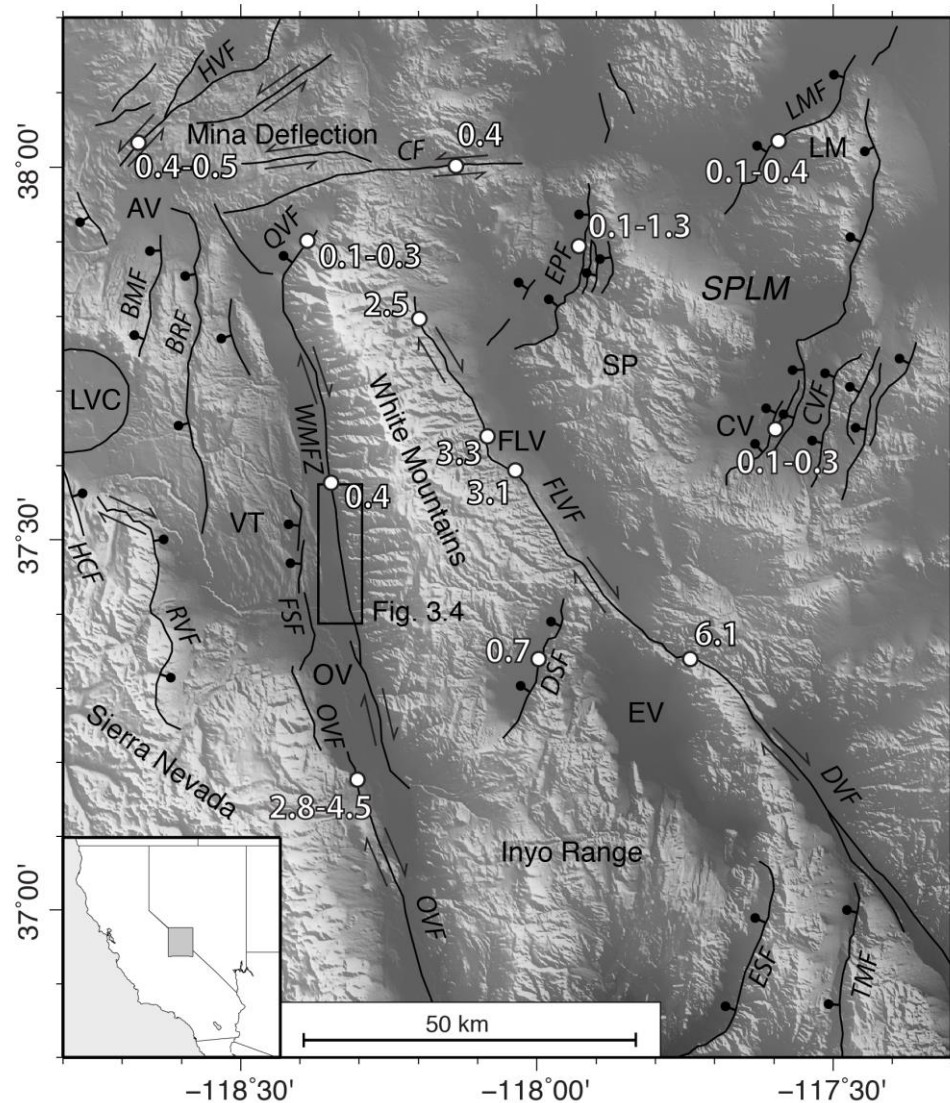 HVF
LMF
Mina Deflection
0.4
CF
LM
38°00'
0.4-0.5
0.1-0.4
AV
QVF
0.1-1.3
EPF
0.1-0.3
BMF
BRF
2.5
SPLM
SP
LVC
WMFZ
White Mountains
CV
CVF
FLV
3.3
0.1-0.3
3.1
0.4
FLVF
37°30'
VT
HCF
FSF
Fig. 3.4
RVF
0.7
DSF
6.1
OV
EV
OVF
Sierra Nevada
DVF
2.8-4.5
Inyo Range
OVF
37°00'
ESF
TMF
50 km
−118°30'
−118°00'
−117°30'